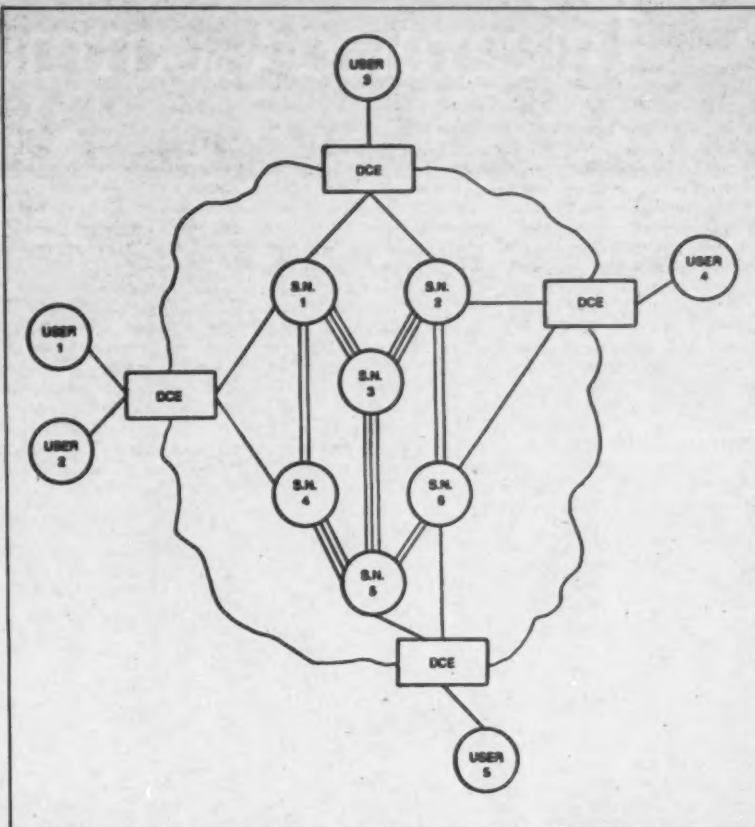 USER
3
DCE
S.N.
1
S.N.
2
USER
4
DCE
USER
1
S.N.
3
DCE
USER
2
S.N.
4
S.N.
6
S.N.
5
DCE
USER
5